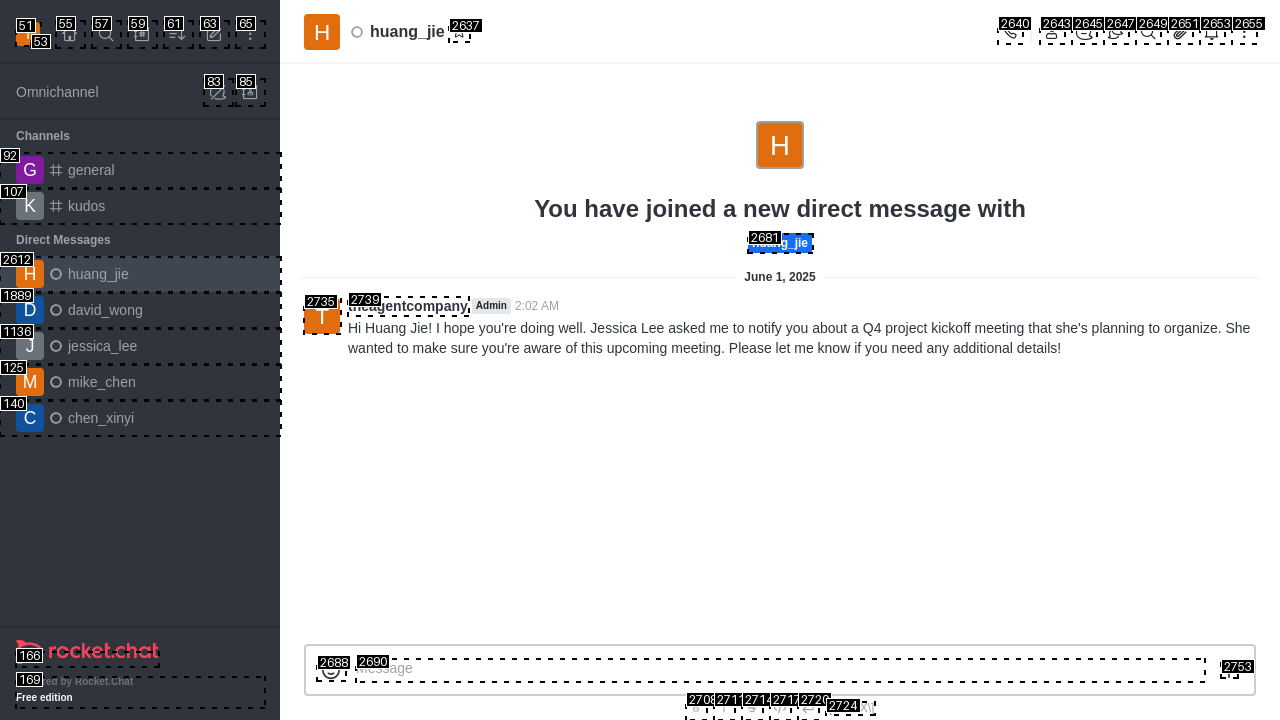 51
53
55
57
59
61
63
65
H
huang_jie
2637
2640
2643
2645
2647
2649
2651
2653
2655
Omnichannel
83
85
Channels
92
G
general
107
K
kudos
Direct Messages
2612
H
huang_jie
1889
D
david_wong
1136
J
jessica_lee
125
M
mike_chen
140
C
chen_xinyi
166
rocket.chat
169
by Rocket.Chat
Free edition
H
You have joined a new direct message with
2681
huang_jie
June 1, 2025
2735
T
2739
theagentcompany
Admin
2:02 AM
Hi Huang Jie! I hope you're doing well. Jessica Lee asked me to notify you about a Q4 project kickoff meeting that she's planning to organize. She
wanted to make sure you're aware of this upcoming meeting. Please let me know if you need any additional details!
2688
2690
Message
2753
2708
2711
2714
2717
2720
2724